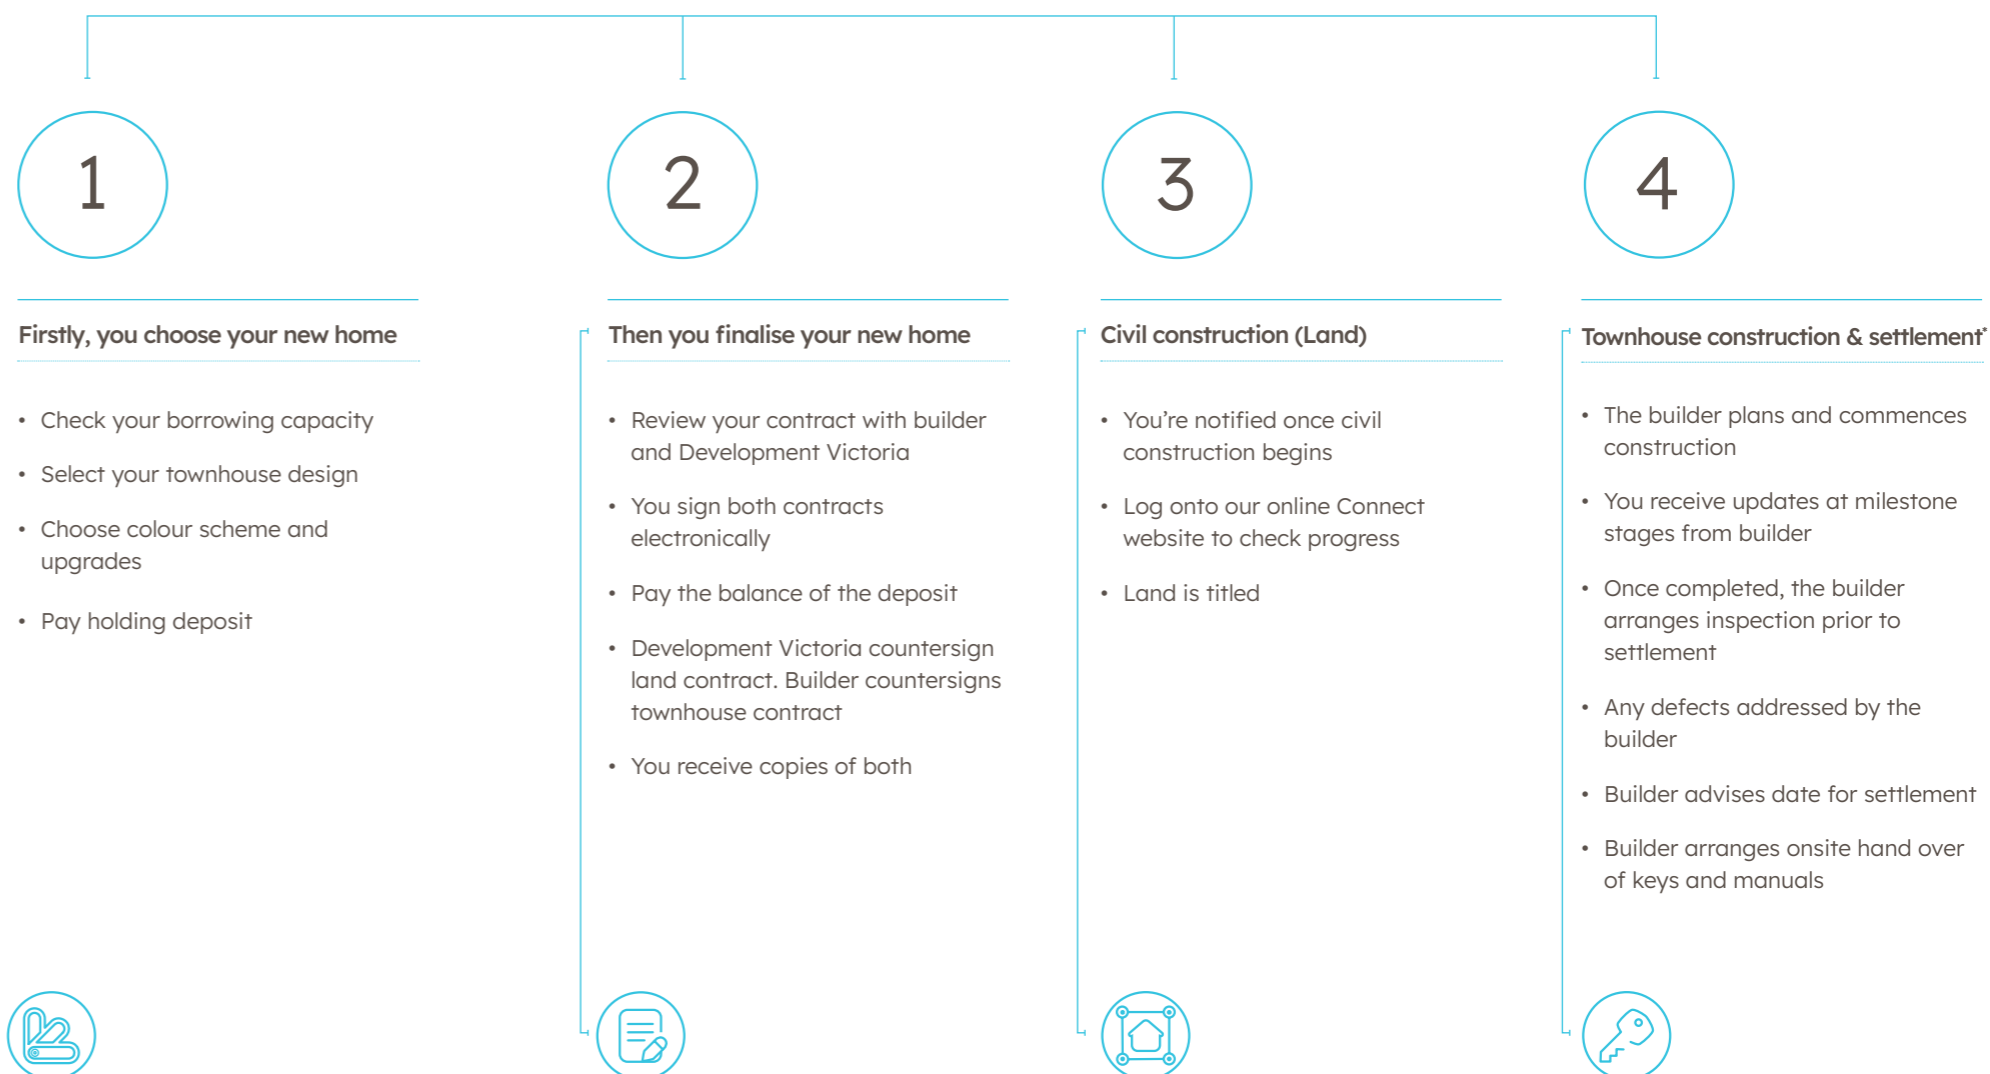 1
Firstly, you choose your new home
• Check your borrowing capacity
• Select your townhouse design
• Choose colour scheme and
upgrades
• Pay holding deposit
2
Then you finalise your new home
• Review your contract with builder
and Development Victoria
• You sign both contracts
electronically
• Pay the balance of the deposit
• Development Victoria countersign
land contract. Builder countersigns
townhouse contract
• You receive copies of both
3
Civil construction (Land)
• You're notified once civil
construction begins
• Log onto our online Connect
website to check progress
• Land is titled
4
Townhouse construction & settlement*
• The builder plans and commences
construction
• You receive updates at milestone
stages from builder
• Once completed, the builder
arranges inspection prior to
settlement
• Any defects addressed by the
builder
• Builder advises date for settlement
• Builder arranges onsite hand over
of keys and manuals